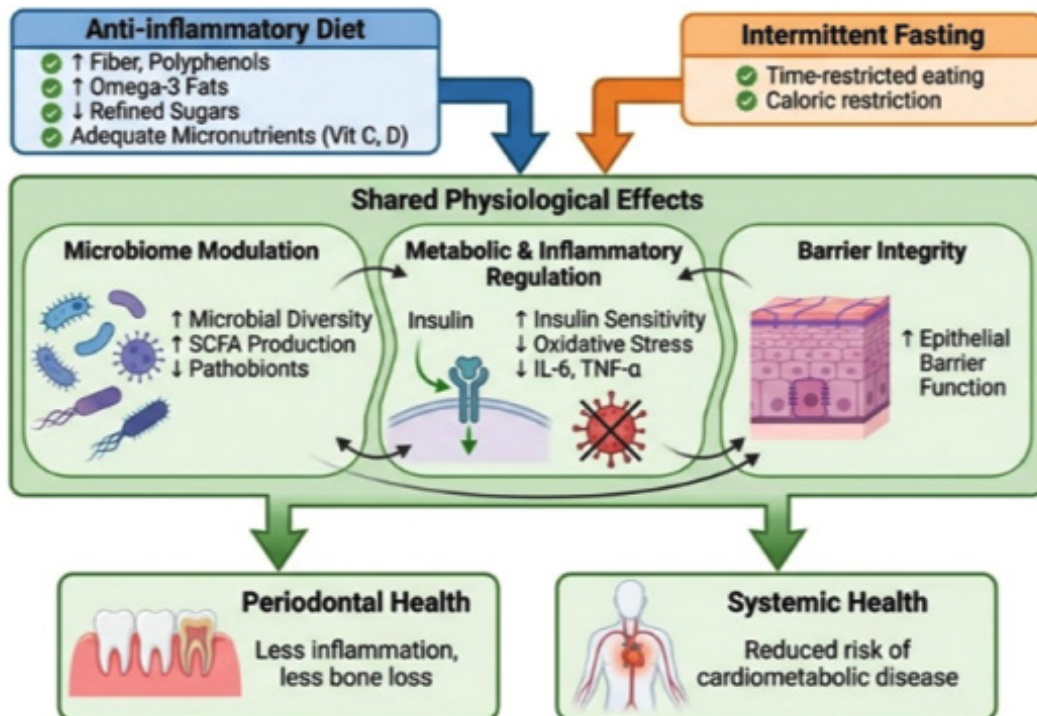 Anti-inflammatory Diet
↑ Fiber, Polyphenols
↑ Omega-3 Fats
↓ Refined Sugars
Adequate Micronutrients (Vit C, D)
Intermittent Fasting
Time-restricted eating
Caloric restriction
Shared Physiological Effects
Microbiome Modulation
↑ Microbial Diversity
↑ SCFA Production
↓ Pathobionts
Metabolic & Inflammatory
Regulation
Insulin
↑ Insulin Sensitivity
↓ Oxidative Stress
↓ IL-6, TNF-α
Barrier Integrity
↑ Epithelial
Barrier
Function
Periodontal Health
Less inflammation,
less bone loss
Systemic Health
Reduced risk of
cardiometabolic disease